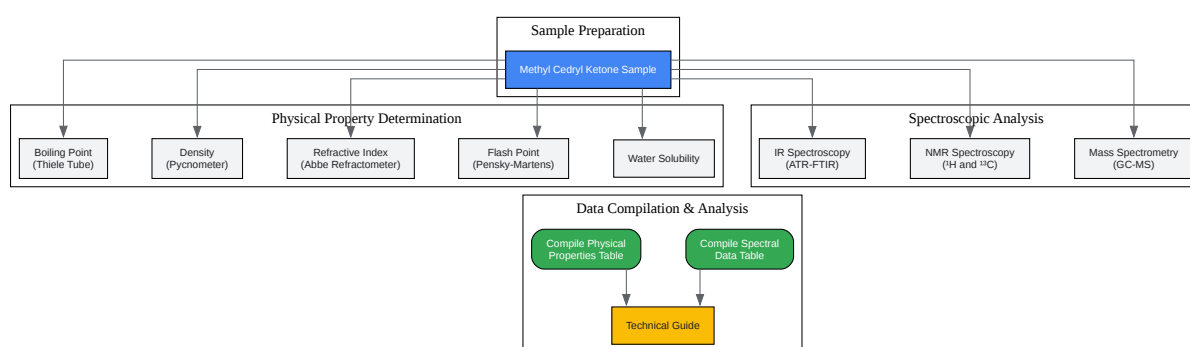 Sample Preparation
Methyl Cedryl Ketone Sample
Physical Property Determination
Boiling Point
(Thiele Tube)
Density
(Pycnometer)
Refractive Index
(Abbe Refractometer)
Flash Point
(Pensky-Martens)
Water Solubility
Spectroscopic Analysis
IR Spectroscopy
(ATR-FTIR)
NMR Spectroscopy
(¹H and ¹³C)
Mass Spectrometry
(GC-MS)
Data Compilation & Analysis
Compile Physical
Properties Table
Compile Spectral
Data Table
Technical Guide